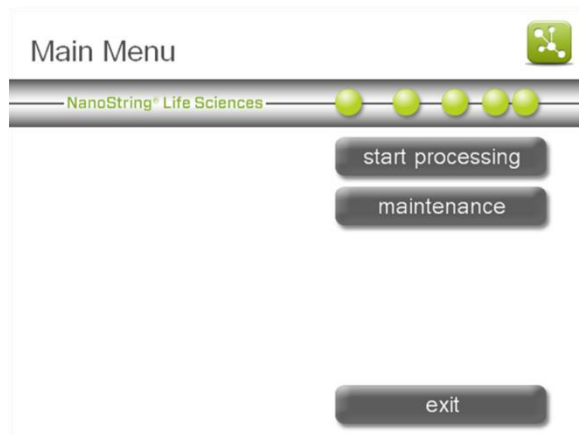 Main Menu
NanoString® Life Sciences
start processing
maintenance
exit